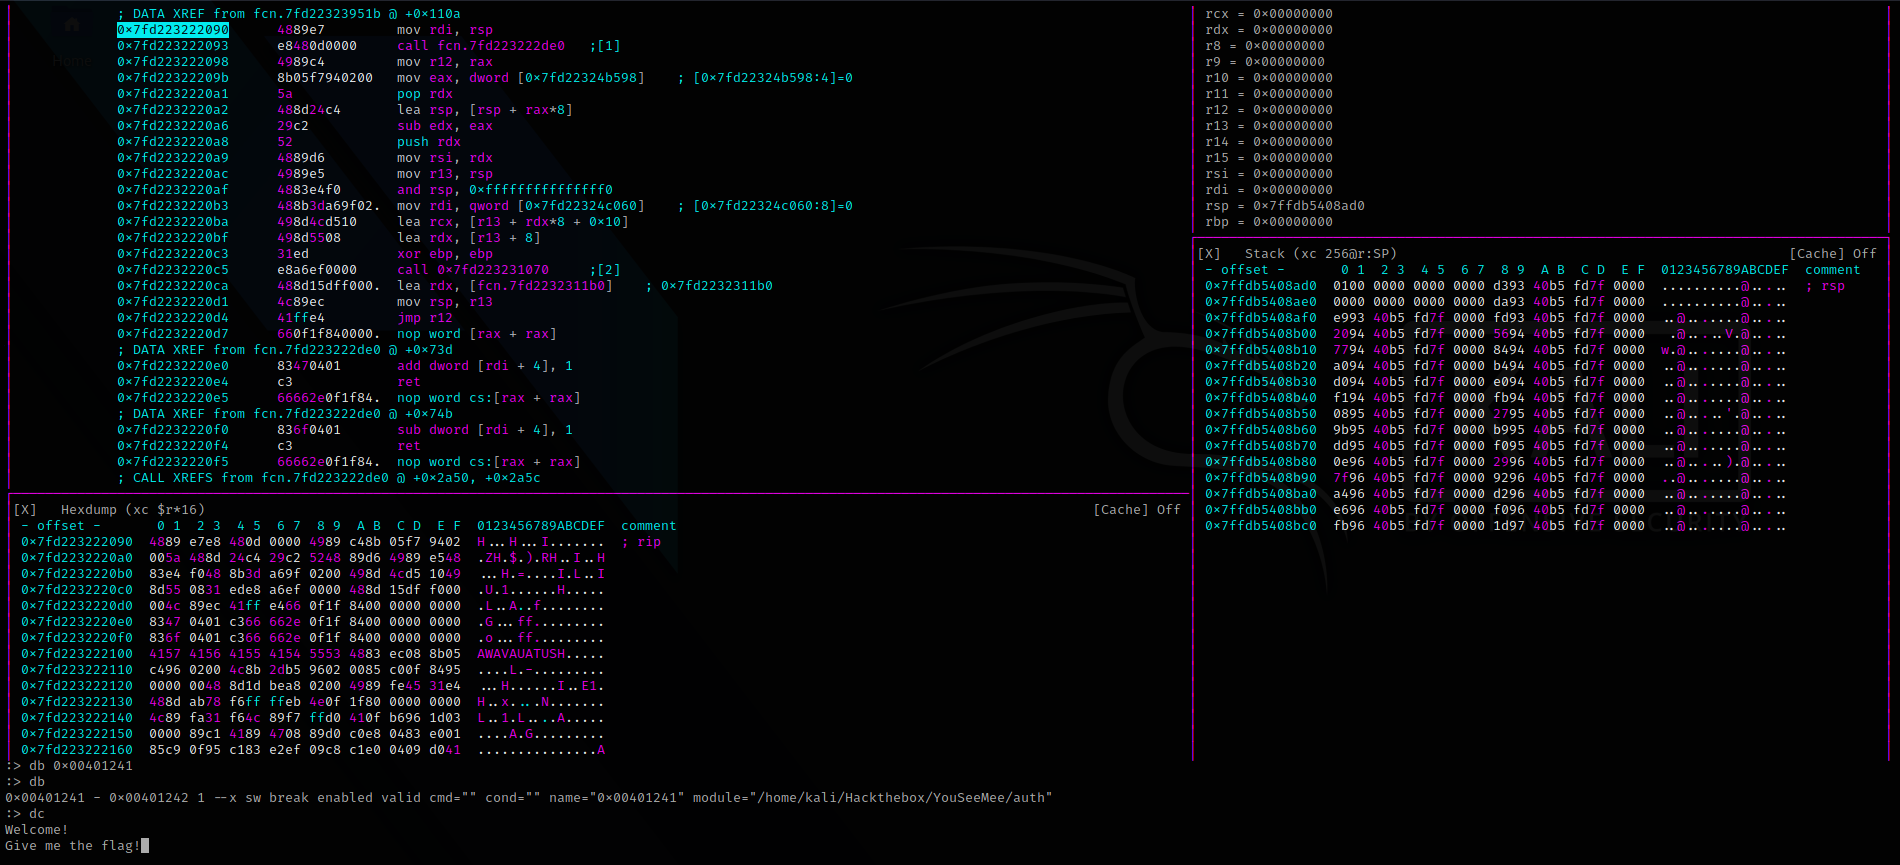 ; DATA XREF from fcn.7fd22323951b @ +0×110a
0×7fd223222090 4889e7 mov rdi, rsp
0×7fd223222093 e8480d0000 call fcn.7fd223222de0 ;[1]
0×7fd223222098 4989c4 mov r12, rax
0×7fd22322209b 8b05f7940200 mov eax, dword [0×7fd22324b598] ; [0×7fd22324b598:4]=0
0×7fd2232220a1 5a pop rdx
0×7fd2232220a2 488d24c4 lea rsp, [rsp + rax*8]
0×7fd2232220a6 29c2 sub edx, eax
0×7fd2232220a8 52 push rdx
0×7fd2232220a9 4889d6 mov rsi, rdx
0×7fd2232220ac 4989e5 mov r13, rsp
0×7fd2232220af 4883e4f0 and rsp, 0×fffffffffffffff0
0×7fd2232220b3 488b3da69f02. mov rdi, qword [0×7fd22324c060] ; [0×7fd22324c060:8]=0
0×7fd2232220ba 498d4cd510 lea rcx, [r13 + rdx*8 + 0×10]
0×7fd2232220bf 498d5508 lea rdx, [r13 + 8]
0×7fd2232220c3 31ed xor ebp, ebp
0×7fd2232220c5 e8a6ef0000 call 0×7fd223231070 ;[2]
0×7fd2232220ca 488d15dff000. lea rdx, [fcn.7fd2232311b0] ; 0×7fd2232311b0
0×7fd2232220d1 4c89ec mov rsp, r13
0×7fd2232220d4 41ffe4 jmp r12
0×7fd2232220d7 660f1f840000. nop word [rax + rax]
; DATA XREF from fcn.7fd223222de0 @ +0×73d
0×7fd2232220e0 83470401 add dword [rdi + 4], 1
0×7fd2232220e4 c3 ret
0×7fd2232220e5 66662e0f1f84. nop word cs:[rax + rax]
; DATA XREF from fcn.7fd223222de0 @ +0×74b
0×7fd2232220f0 836f0401 sub dword [rdi + 4], 1
0×7fd2232220f4 c3 ret
0×7fd2232220f5 66662e0f1f84. nop word cs:[rax + rax]
; CALL XREFS from fcn.7fd223222de0 @ +0×2a50, +0×2a5c
rcx = 0×00000000
rdx = 0×00000000
r8 = 0×00000000
r9 = 0×00000000
r10 = 0×00000000
r11 = 0×00000000
r12 = 0×00000000
r13 = 0×00000000
r14 = 0×00000000
r15 = 0×00000000
rsi = 0×00000000
rdi = 0×00000000
rsp = 0×7ffdb5408ad0
rbp = 0×00000000
[X] Stack (xc 256@r:SP) [Cache] Off
- offset - 0 1 2 3 4 5 6 7 8 9 A B C D E F 0123456789ABCDEF comment
0×7ffdb5408ad0 0100 0000 0000 0000 d393 40b5 fd7f 0000 ..........@..... ; rsp
0×7ffdb5408ae0 0000 0000 0000 0000 da93 40b5 fd7f 0000 ..........@.....
0×7ffdb5408af0 e993 40b5 fd7f 0000 fd93 40b5 fd7f 0000 ..@.......@.....
0×7ffdb5408b00 2094 40b5 fd7f 0000 5694 40b5 fd7f 0000 .@.....V.@.....
0×7ffdb5408b10 7794 40b5 fd7f 0000 8494 40b5 fd7f 0000 w.@.......@.....
0×7ffdb5408b20 a094 40b5 fd7f 0000 b494 40b5 fd7f 0000 ..@.......@.....
0×7ffdb5408b30 d094 40b5 fd7f 0000 e094 40b5 fd7f 0000 ..@.......@.....
0×7ffdb5408b40 f194 40b5 fd7f 0000 fb94 40b5 fd7f 0000 ..@.......@.....
0×7ffdb5408b50 0895 40b5 fd7f 0000 2795 40b5 fd7f 0000 ..@.....'.@.....
0×7ffdb5408b60 9b95 40b5 fd7f 0000 b995 40b5 fd7f 0000 ..@.......@.....
0×7ffdb5408b70 dd95 40b5 fd7f 0000 f095 40b5 fd7f 0000 ..@.......@.....
0×7ffdb5408b80 0e96 40b5 fd7f 0000 2996 40b5 fd7f 0000 ..@.....).@.....
0×7ffdb5408b90 7f96 40b5 fd7f 0000 9296 40b5 fd7f 0000 ..@.......@.....
0×7ffdb5408ba0 a496 40b5 fd7f 0000 d296 40b5 fd7f 0000 ..@.......@.....
0×7ffdb5408bb0 e696 40b5 fd7f 0000 f096 40b5 fd7f 0000 ..@.......@.....
0×7ffdb5408bc0 fb96 40b5 fd7f 0000 1d97 40b5 fd7f 0000 ..@.......@.....
[X] Hexdump (xc $r*16) [Cache] Off
- offset - 0 1 2 3 4 5 6 7 8 9 A B C D E F 0123456789ABCDEF comment
0×7fd223222090 4889 e7e8 480d 0000 4989 c48b 05f7 9402 H...H...I....... ; rip
0×7fd2232220a0 005a 488d 24c4 29c2 5248 89d6 4989 e548 .ZH.$.).RH..I..H
0×7fd2232220b0 83e4 f048 8b3d a69f 0200 498d 4cd5 1049 ...H.=....I.L..I
0×7fd2232220c0 8d55 0831 ede8 a6ef 0000 488d 15df f000 .U.1......H.....
0×7fd2232220d0 004c 89ec 41ff e466 0f1f 8400 0000 0000 .L..A..f........
0×7fd2232220e0 8347 0401 c366 662e 0f1f 8400 0000 0000 .G...ff.........
0×7fd2232220f0 836f 0401 c366 662e 0f1f 8400 0000 0000 .o...ff.........
0×7fd223222100 4157 4156 4155 4154 5553 4883 ec08 8b05 AWAVAUATUSH.....
0×7fd223222110 c496 0200 4c8b 2db5 9602 0085 c00f 8495 ....L.-.........
0×7fd223222120 0000 0048 8d1d bea8 0200 4989 fe45 31e4 ...H......I..E1.
0×7fd223222130 488d ab78 f6ff ffeb 4e0f 1f80 0000 0000 H..x....N.......
0×7fd223222140 4c89 fa31 f64c 89f7 ffd0 410f b696 1d03 L..1.L....A.....
0×7fd223222150 0000 89c1 4189 4708 89d0 c0e8 0483 e001 ....A.G.........
0×7fd223222160 85c9 0f95 c183 e2ef 09c8 c1e0 0409 d041 ...............A
:> db 0×00401241
:> db
0×00401241 - 0×00401242 1 --x sw break enabled valid cmd="" cond="" name="0×00401241" module="/home/kali/Hackthebox/YouSeeMee/auth"
:> dc
Welcome!
Give me the flag!